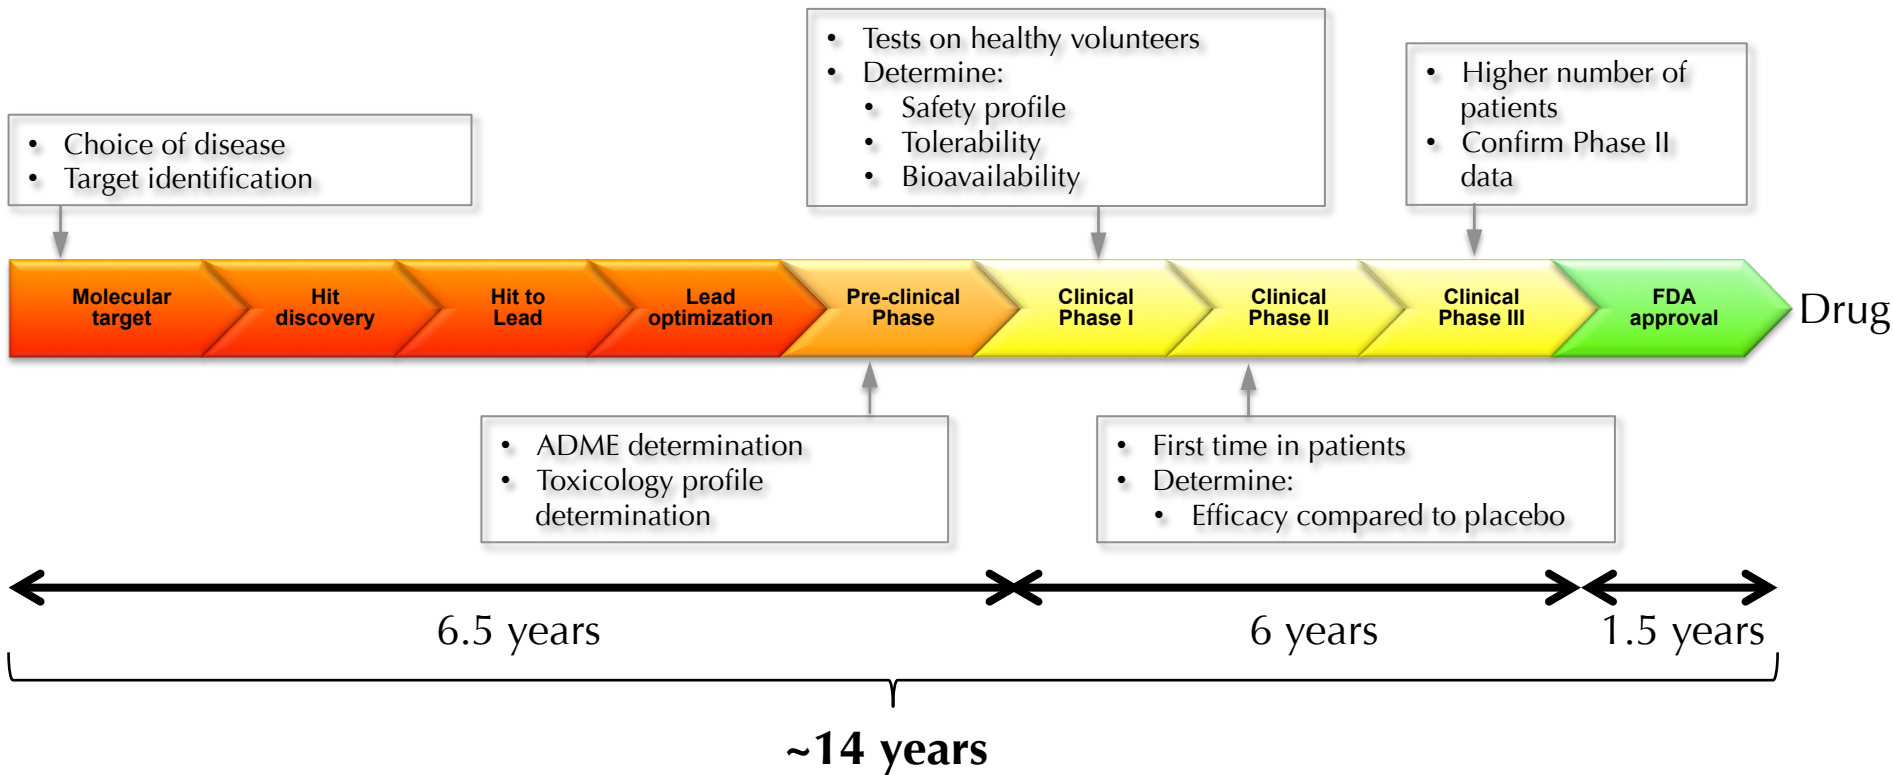 • Tests on healthy volunteers
• Determine:
• Safety profile
• Tolerability
• Bioavailability
• Higher number of
patients
• Confirm Phase II
data
• Choice of disease
• Target identification
Molecular
target
Hit
discovery
Hit to
Lead
Lead
optimization
Pre-clinical
Phase
Clinical
Phase I
Clinical
Phase II
Clinical
Phase III
FDA
approval
Drug
• ADME determination
• Toxicology profile
determination
• First time in patients
• Determine:
• Efficacy compared to placebo
6.5 years
6 years
1.5 years
~14 years